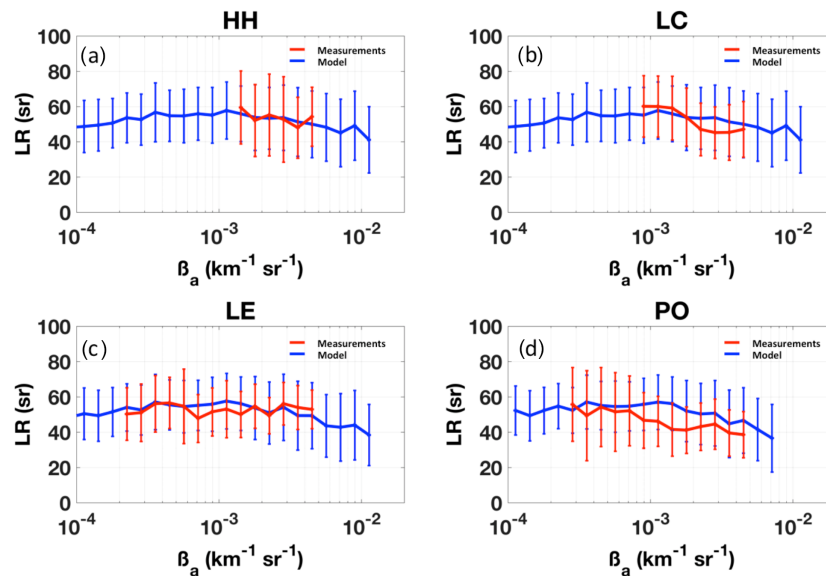 HH
(a)
Measurements
Model
100
80
60
40
20
0
LR (sr)
10-4
10-3
10-2
ßa (km-1 sr-1)
LC
(b)
Measurements
Model
100
80
60
40
20
0
LR (sr)
10-4
10-3
10-2
ßa (km-1 sr-1)
LE
(c)
Measurements
Model
100
80
60
40
20
0
LR (sr)
10-4
10-3
10-2
ßa (km-1 sr-1)
PO
(d)
Measurements
Model
100
80
60
40
20
0
LR (sr)
10-4
10-3
10-2
ßa (km-1 sr-1)